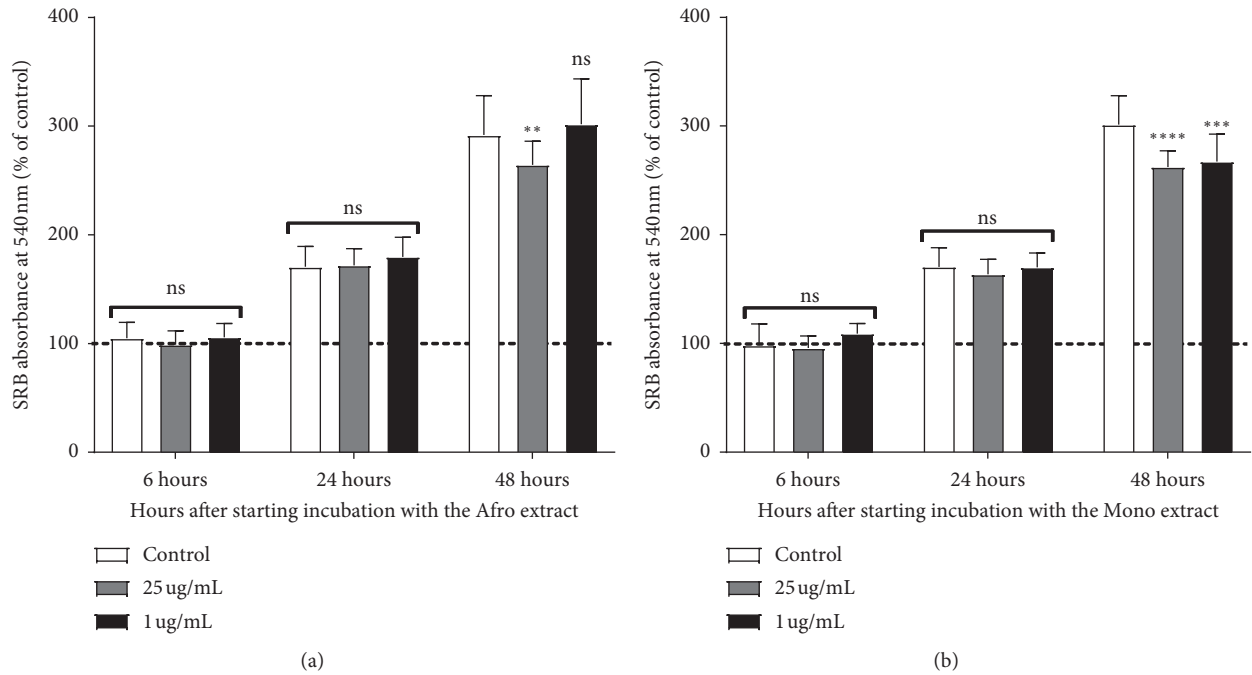 400
300
200
100
0
SRB absorbance at 540 nm (% of control)
ns
ns
**
ns
6 hours
24 hours
48 hours
Hours after starting incubation with the Afro extract
Control
25 ug/mL
1 ug/mL
(a)
400
300
200
100
0
SRB absorbance at 540 nm (% of control)
ns
ns
****
***
6 hours
24 hours
48 hours
Hours after starting incubation with the Mono extract
Control
25 ug/mL
1 ug/mL
(b)